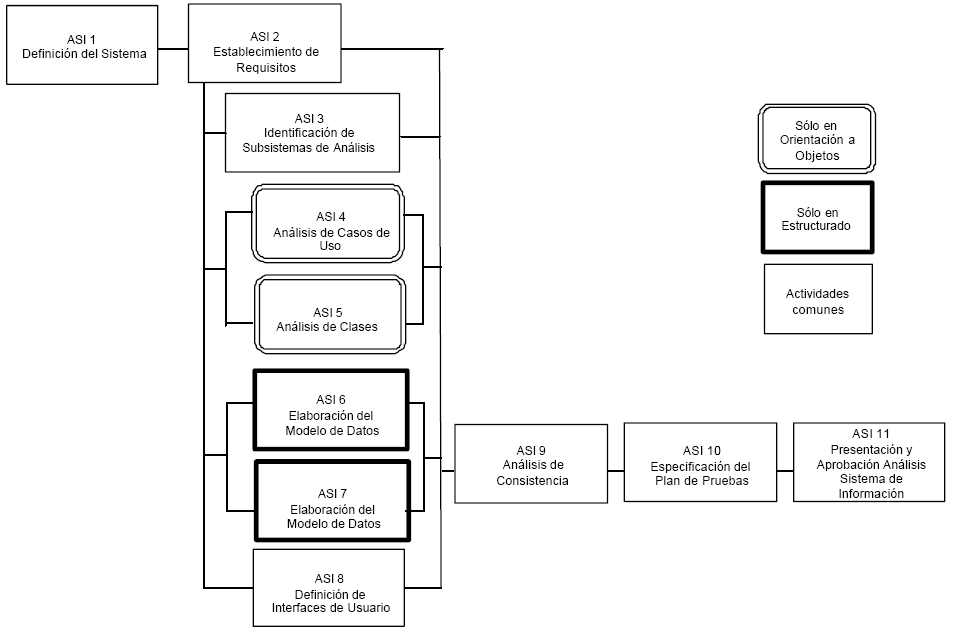 ASI 1
Definición del Sistema
ASI 2
Establecimiento de
Requisitos
ASI 3
Identificación de
Subsistemas de Análisis
ASI 4
Análisis de Casos de
Uso
ASI 5
Análisis de Clases
ASI 6
Elaboración del
Modelo de Datos
ASI 7
Elaboración del
Modelo de Datos
ASI 8
Definición de
Interfaces de Usuario
ASI 9
Análisis de
Consistencia
ASI 10
Especificación del
Plan de Pruebas
ASI 11
Presentación y
Aprobación Análisis
Sistema de
Información
Sólo en
Orientación a
Objetos
Sólo en
Estructurado
Actividades
comunes